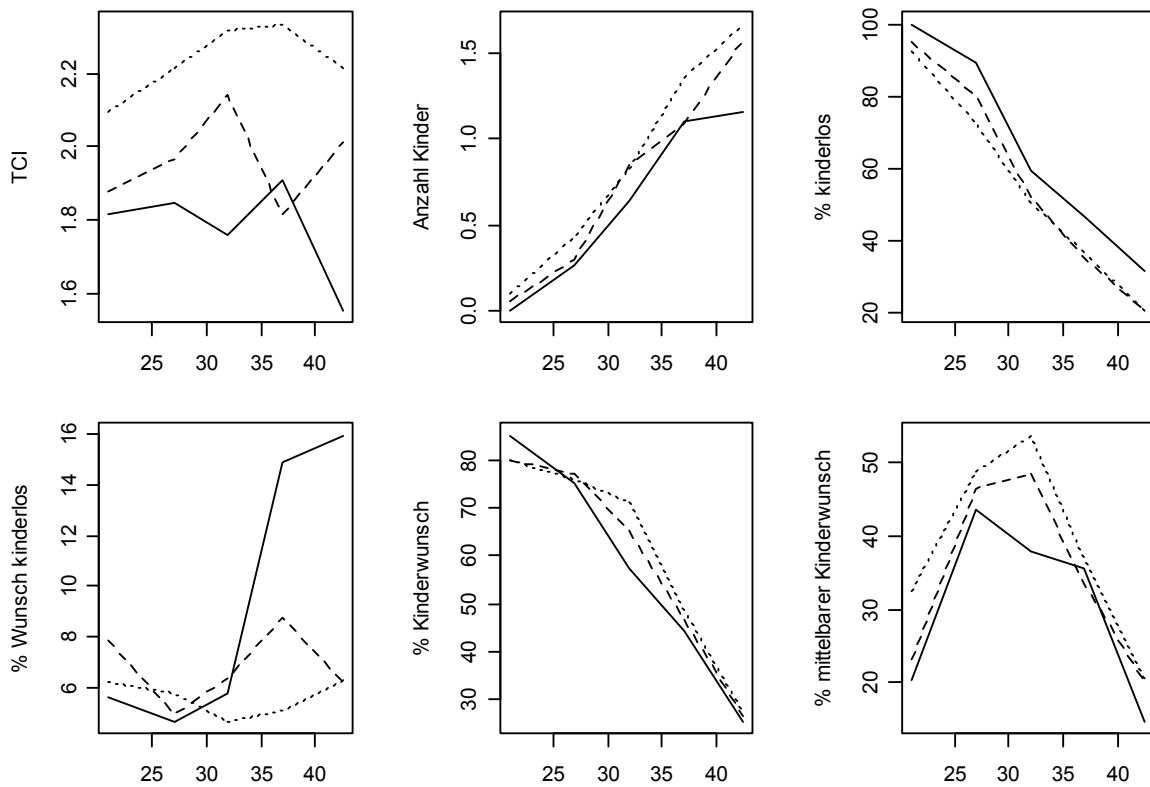 TCI
1.6 1.8 2.0 2.2
25 30 35 40
Anzahl Kinder
0.0 0.5 1.0 1.5
25 30 35 40
% kinderlos
20 40 60 80 100
25 30 35 40
% Wunsch kinderlos
6 8 10 12 14 16
25 30 35 40
% Kinderwunsch
30 40 50 60 70 80
25 30 35 40
% mittelbarer Kinderwunsch
20 30 40 50
25 30 35 40